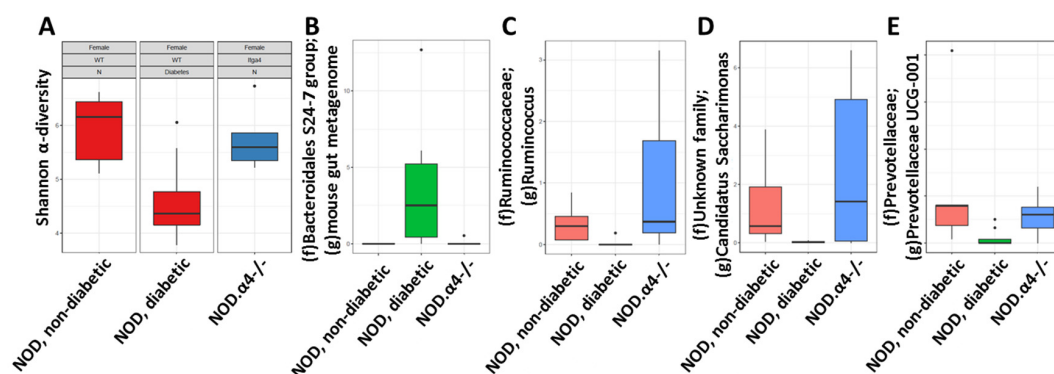 A
Female
Female
Female
WT
WT
Itga4
N
Diabetes
N
Shannon α-diversity
6
5
4
NOD, non-diabetic
NOD, diabetic
NOD.α4-/-
B
(f)Bacteroidales S24-7 group;
(g)mouse gut metagenome
10
5
0
NOD, non-diabetic
NOD, diabetic
NOD.α4-/-
C
(f)Ruminococcaceae;
(g)Rumincoccus
3
2
1
0
NOD, non-diabetic
NOD, diabetic
NOD.α4-/-
D
(f)Unknown family;
(g)Candidatus Saccharimonas
6
4
2
0
NOD, non-diabetic
NOD, diabetic
NOD.α4-/-
E
(f)Prevotellaceae;
(g)Prevotellaceae UCG-001
NOD, non-diabetic
NOD, diabetic
NOD.α4-/-